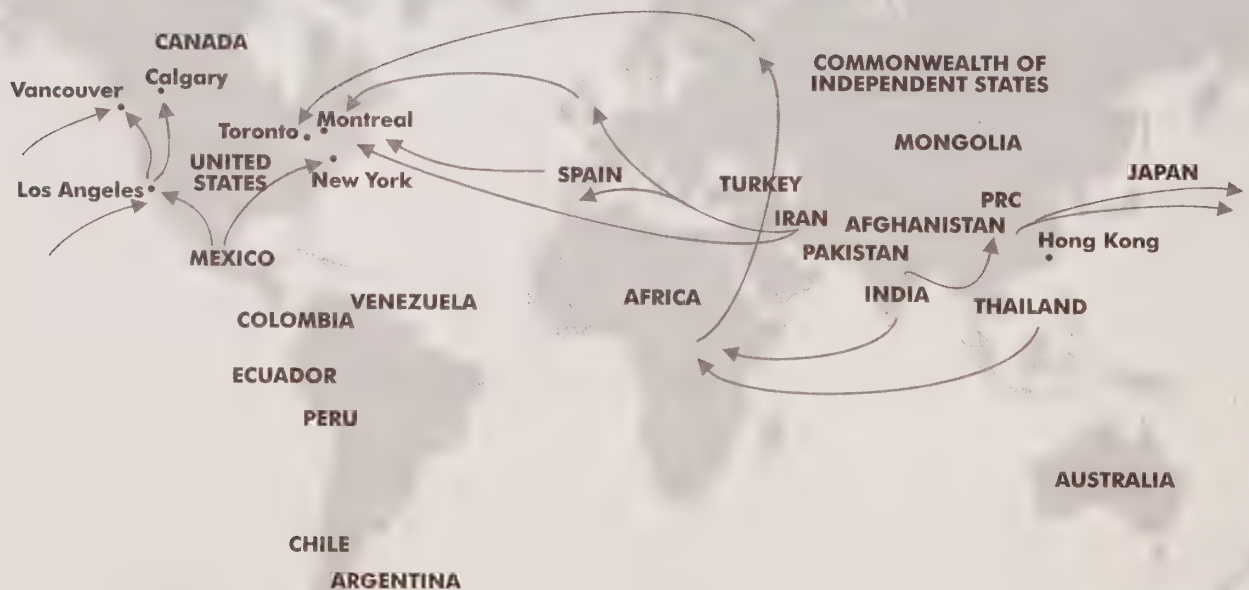 CANADA
Calgary
Vancouver
COMMONWEALTH OF
INDEPENDENT STATES
Toronto
Montreal
MONGOLIA
UNITED
STATES
New York
SPAIN
TURKEY
JAPAN
Los Angeles
PRC
IRAN
AFGHANISTAN
PAKISTAN
Hong Kong
MEXICO
VENEZUELA
AFRICA
INDIA
THAILAND
COLOMBIA
ECUADOR
PERU
AUSTRALIA
CHILE
ARGENTINA